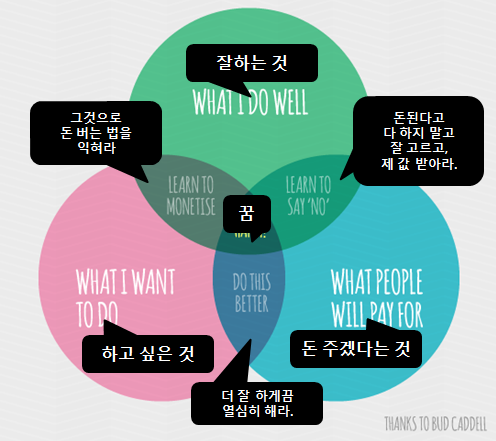 잘하는 것
WHAT I DO WELL
그것으로
돈 버는 법을
익혀라
돈된다고
다 하지 말고
잘 고르고,
제 값 받아라.
LEARN TO
MONETISE
LEARN TO
SAY 'NO'
꿈
WHAT I WANT
TO DO
DO THIS
BETTER
WHAT PEOPLE
WILL PAY FOR
하고 싶은 것
돈 주겠다는 것
더 잘 하게끔
열심히 해라.
THANKS TO BUD CADDELL